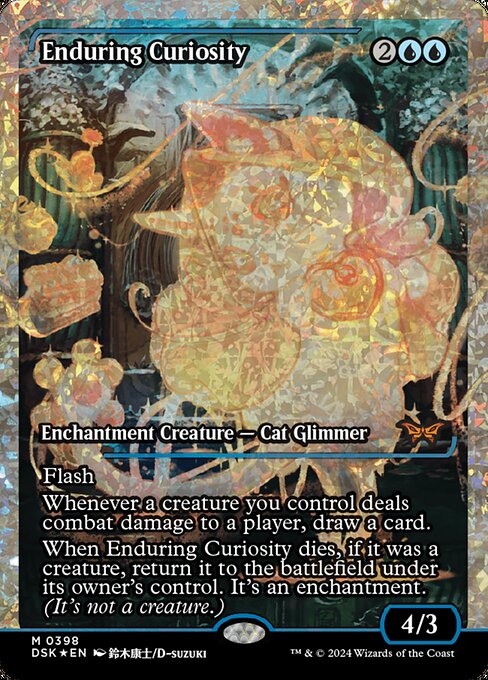 Enduring Curiosity 2
Enchantment Creature — Cat Glimmer
Flash
Whenever a creature you control deals
combat damage to a player, draw a card.
When Enduring Curiosity dies, if it was a
creature, return it to the battlefield under
its owner's control. It's an enchantment.
(It's not a creature.)
4/3
M 0398
DSK★EN 鈴木康士/D-SUZUKI
™ & © 2024 Wizards of the Coast